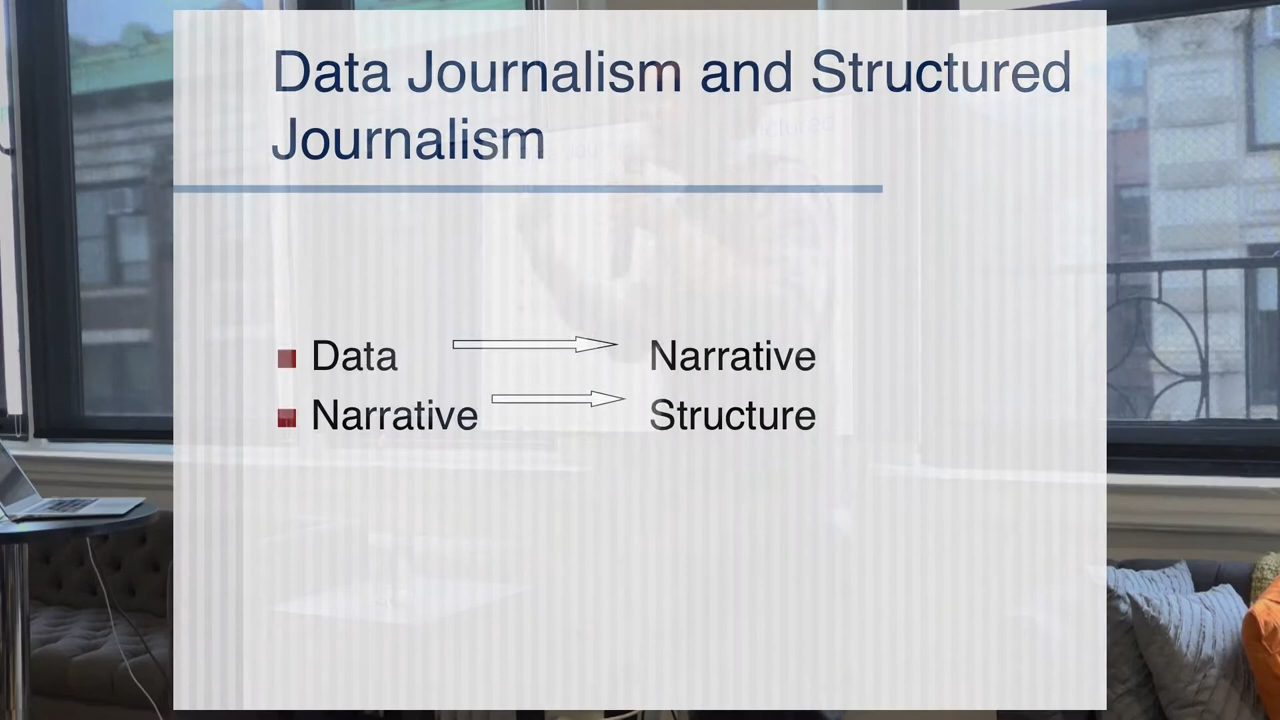 Data Journalism and Structured
Journalism
Data Narrative
Narrative Structure